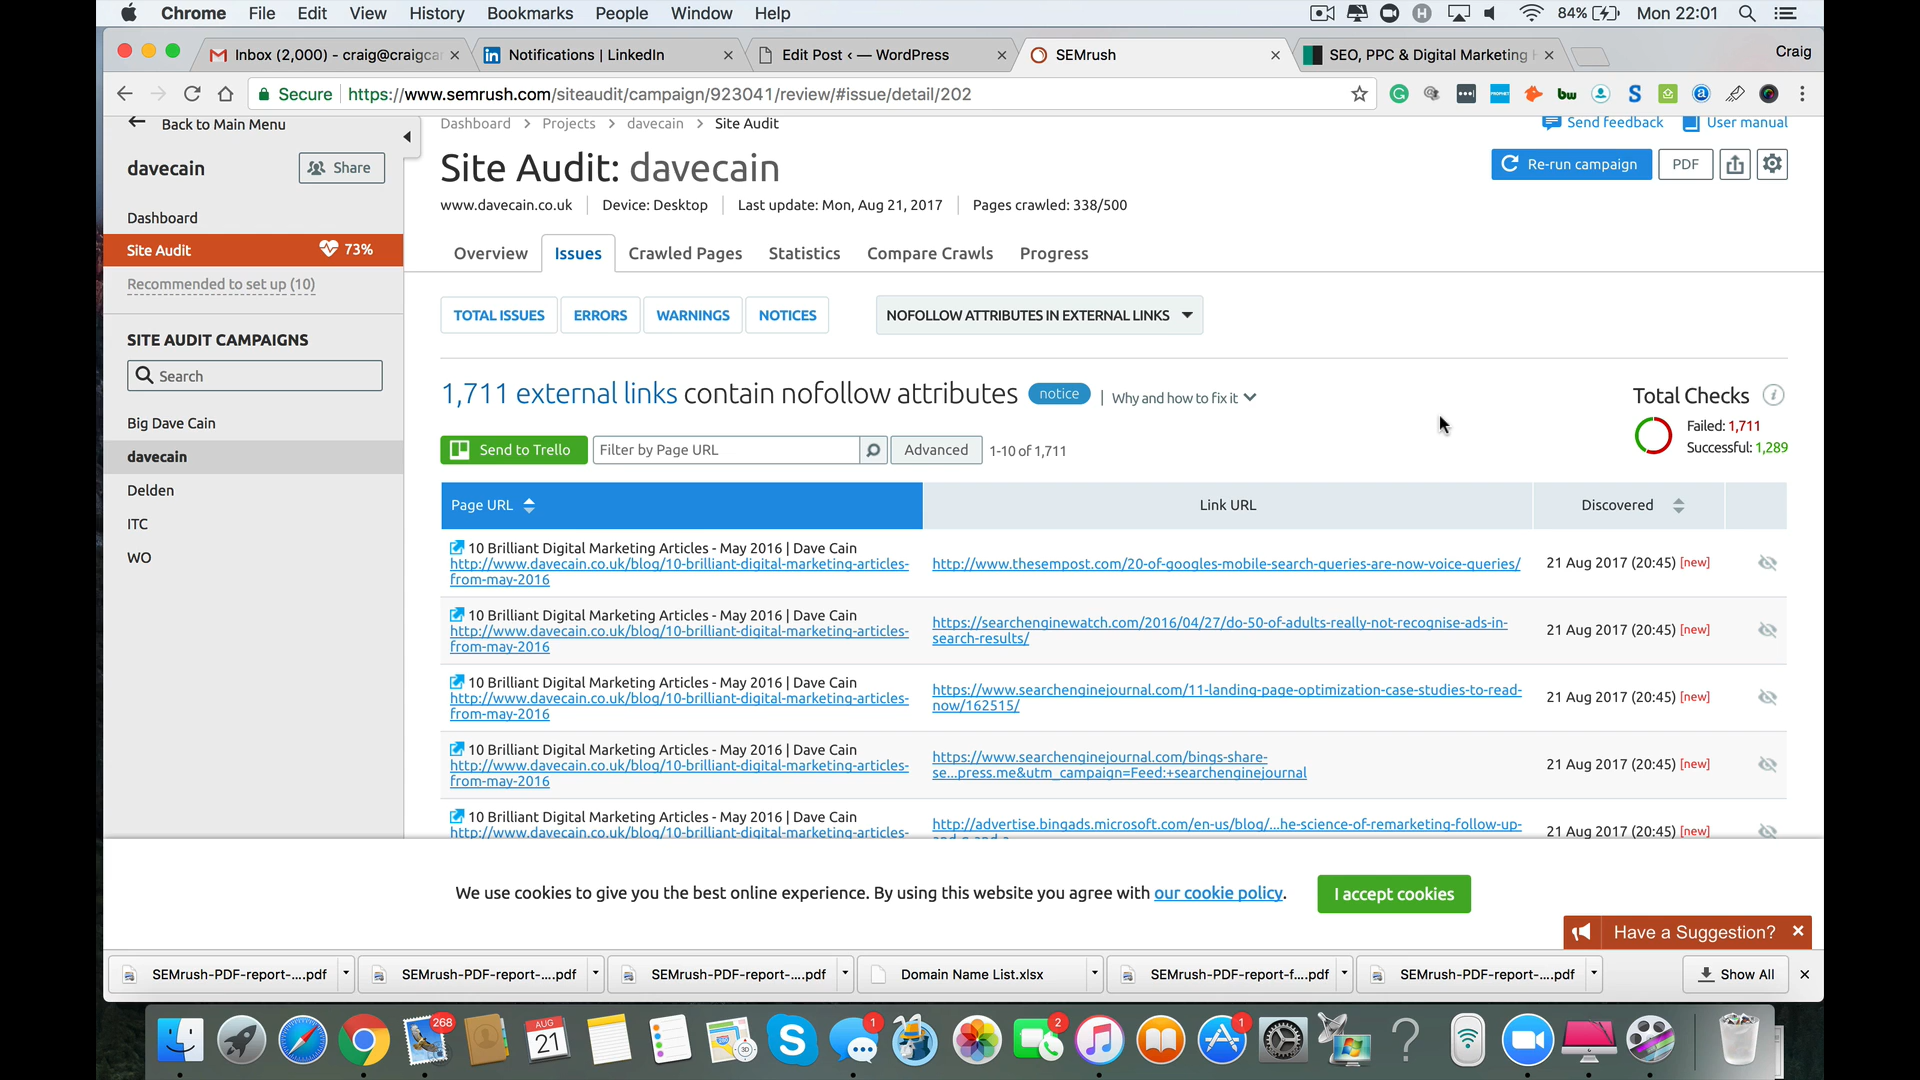 Chrome File Edit View History Bookmarks People Window Help 84% Mon 22:01
Inbox (2,000) - craig@craigca Notifications | LinkedIn Edit Post ‹ — WordPress SEMrush SEO, PPC & Digital Marketing Craig
Secure https://www.semrush.com/siteaudit/campaign/923041/review/#issue/detail/202
Back to Main Menu
davecain Share
Dashboard
Site Audit 73%
Recommended to set up (10)
SITE AUDIT CAMPAIGNS
Search
Big Dave Cain
davecain
Delden
ITC
WO
Dashboard > Projects > davecain > Site Audit Send feedback User manual
Site Audit: davecain Re-run campaign PDF
www.davecain.co.uk Device: Desktop Last update: Mon, Aug 21, 2017 Pages crawled: 338/500
Overview Issues Crawled Pages Statistics Compare Crawls Progress
TOTAL ISSUES ERRORS WARNINGS NOTICES NOFOLLOW ATTRIBUTES IN EXTERNAL LINKS
1,711 external links contain nofollow attributes notice | Why and how to fix it
Total Checks i
Failed: 1,711
Successful: 1,289
Send to Trello Filter by Page URL Advanced 1-10 of 1,711
Page URL Link URL Discovered
10 Brilliant Digital Marketing Articles - May 2016 | Dave Cain
http://www.davecain.co.uk/blog/10-brilliant-digital-marketing-articles-
from-may-2016
http://www.thesempost.com/20-of-googles-mobile-search-queries-are-now-voice-queries/
21 Aug 2017 (20:45) [new]
10 Brilliant Digital Marketing Articles - May 2016 | Dave Cain
http://www.davecain.co.uk/blog/10-brilliant-digital-marketing-articles-
from-may-2016
https://searchenginewatch.com/2016/04/27/do-50-of-adults-really-not-recognise-ads-in-
search-results/
21 Aug 2017 (20:45) [new]
10 Brilliant Digital Marketing Articles - May 2016 | Dave Cain
http://www.davecain.co.uk/blog/10-brilliant-digital-marketing-articles-
from-may-2016
https://www.searchenginejournal.com/11-landing-page-optimization-case-studies-to-read-
now/162515/
21 Aug 2017 (20:45) [new]
10 Brilliant Digital Marketing Articles - May 2016 | Dave Cain
http://www.davecain.co.uk/blog/10-brilliant-digital-marketing-articles-
from-may-2016
https://www.searchenginejournal.com/bings-share-
se...press.me&utm_campaign=Feed:+searchenginejournal
21 Aug 2017 (20:45) [new]
10 Brilliant Digital Marketing Articles - May 2016 | Dave Cain
http://www.davecain.co.uk/blog/10-brilliant-digital-marketing-articles-
http://advertise.bingads.microsoft.com/en-us/blog/...he-science-of-remarketing-follow-up-
21 Aug 2017 (20:45) [new]
We use cookies to give you the best online experience. By using this website you agree with our cookie policy. I accept cookies
Have a Suggestion?
SEMrush-PDF-report-....pdf SEMrush-PDF-report-....pdf SEMrush-PDF-report-....pdf Domain Name List.xlsx SEMrush-PDF-report-f....pdf SEMrush-PDF-report-....pdf Show All
268 AUG 21 3D 1 2 1